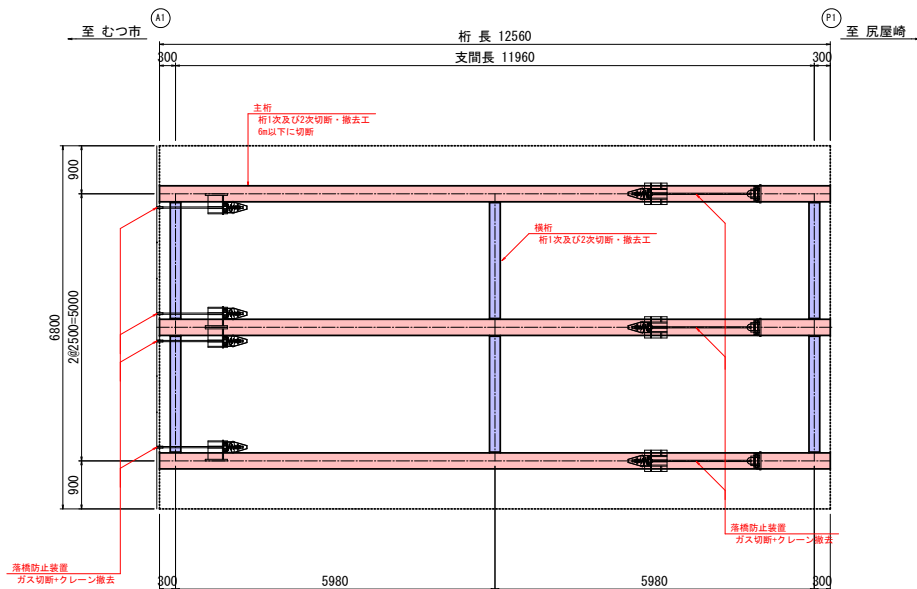 A1
P1
至 むつ市
至 尻屋崎
桁 長 12560
300
支間長 11960
300
主桁
桁1次及び2次切断・撤去工
6m以下に切断
900
横桁
桁1次及び2次切断・撤去工
6800
2@2500=5000
900
落橋防止装置
ガス切断+クレーン撤去
落橋防止装置
ガス切断+クレーン撤去
300
5980
5980
300